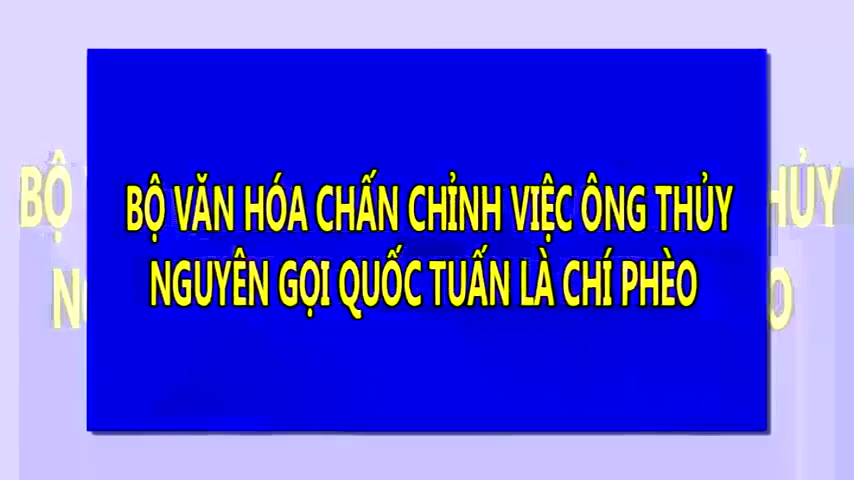 BỘ VĂN HÓA CHẤN CHỈNH VIỆC ÔNG THỦY
NGUYÊN GỌI QUỐC TUẤN LÀ CHÍ PHÈO